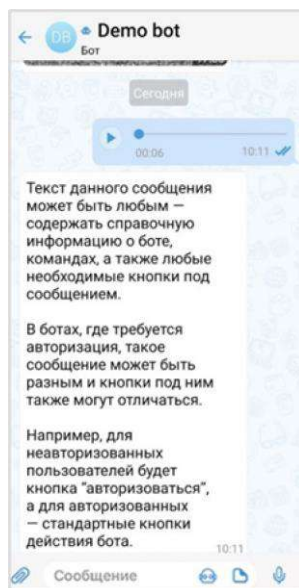 DB
Demo bot
Бот
Сегодня
00:06
10:11
Текст данного сообщения
может быть любым —
содержать справочную
информацию о боте,
командах, а также любые
необходимые кнопки под
сообщением.
В ботах, где требуется
авторизация, такое
сообщение может быть
разным и кнопки под ним
также могут отличаться.
Например, для
неавторизованных
пользователей будет
кнопка "авторизоваться",
а для авторизованных
— стандартные кнопки
действия бота.
10:11
Сообщение